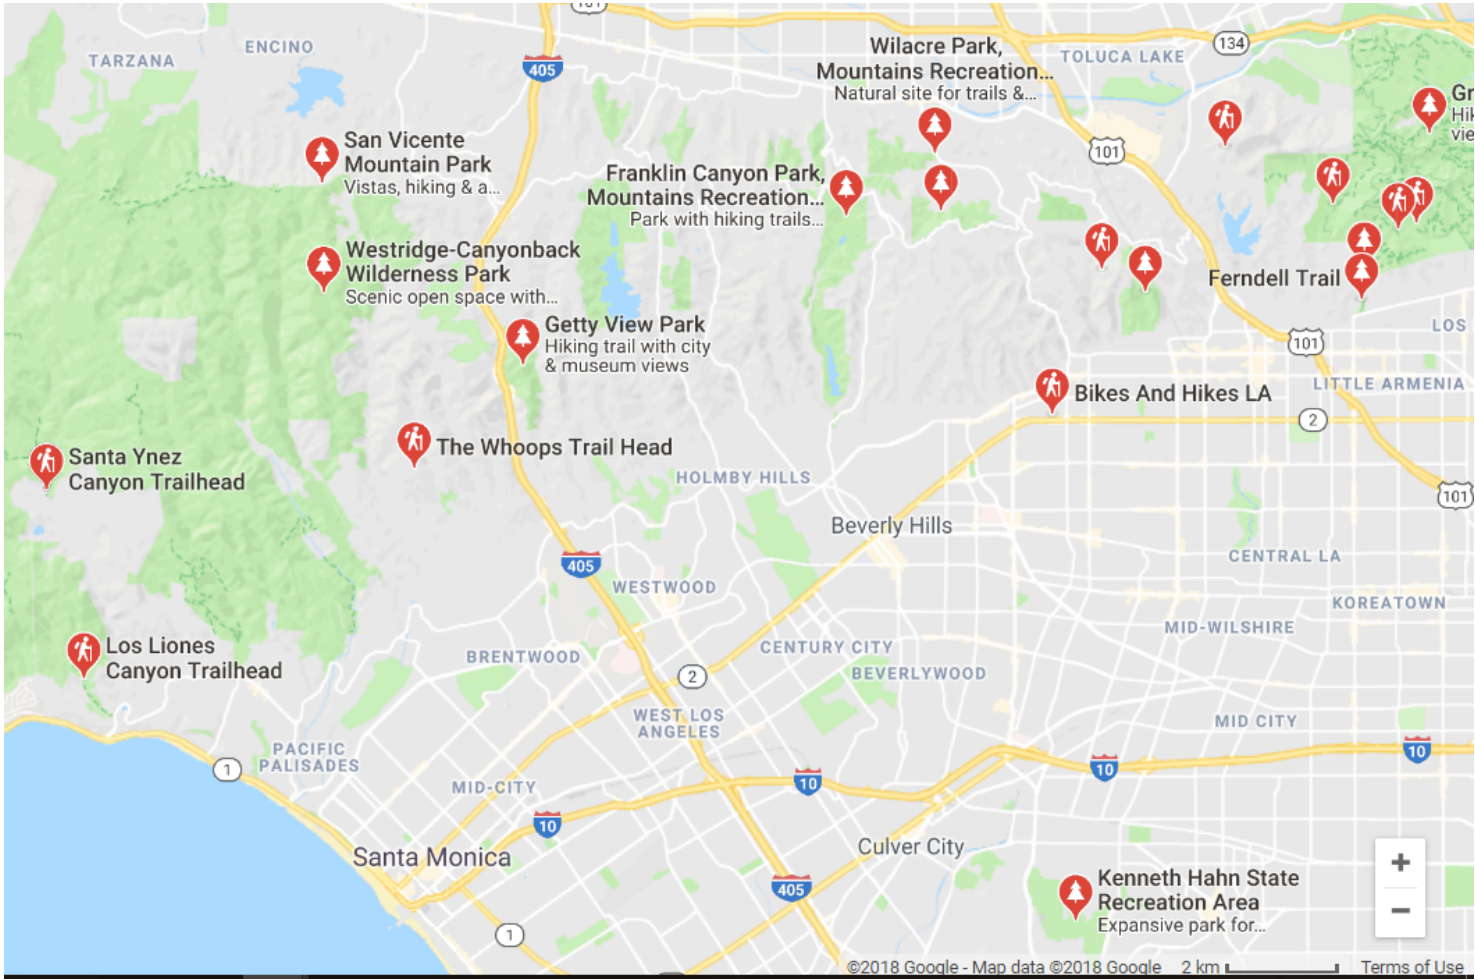 101
134
TARZANA
ENCINO
405
Wilacre Park,
Mountains Recreation...
Natural site for trails &...
TOLUCA LAKE
Gr
Hik
vie
San Vicente
Mountain Park
Vistas, hiking & a...
101
Franklin Canyon Park,
Mountains Recreation...
Park with hiking trails...
Westridge-Canyonback
Wilderness Park
Scenic open space with...
Ferndell Trail
Getty View Park
Hiking trail with city
& museum views
LOS
101
LITTLE ARMENIA
Bikes And Hikes LA
2
The Whoops Trail Head
Santa Ynez
Canyon Trailhead
HOLMBY HILLS
101
Beverly Hills
405
CENTRAL LA
WESTWOOD
KOREATOWN
MID-WILSHIRE
Los Liones
Canyon Trailhead
BRENTWOOD
CENTURY CITY
2
BEVERLYWOOD
WEST LOS
ANGELES
MID CITY
PACIFIC
PALISADES
1
10
10
10
MID-CITY
10
Santa Monica
Culver City
405
Kenneth Hahn State
Recreation Area
Expansive park for...
1
+
−
©2018 Google - Map data ©2018 Google 2 km Terms of Use